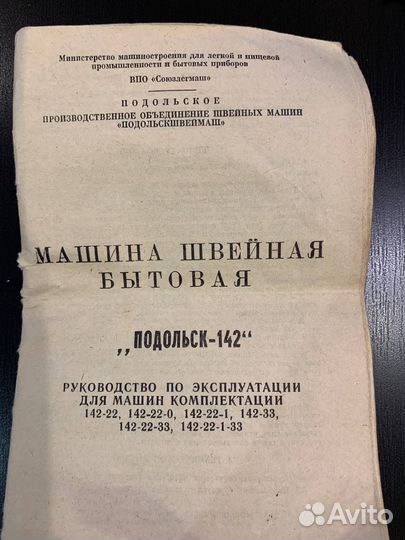 Министерство машиностроения для легкой и пищевой
промышленности и бытовых приборов
ВПО «Союзлегмаш»
ПОДОЛЬСКОЕ
ПРОИЗВОДСТВЕННОЕ ОБЪЕДИНЕНИЕ ШВЕЙНЫХ МАШИН
«ПОДОЛЬСКШВЕЙМАШ»
МАШИНА ШВЕЙНАЯ
БЫТОВАЯ
„ПОДОЛЬСК-142“
РУКОВОДСТВО ПО ЭКСПЛУАТАЦИИ
ДЛЯ МАШИН КОМПЛЕКТАЦИИ
142-22, 142-22-0, 142-22-1, 142-33,
142-22-33, 142-22-1-33
Avito